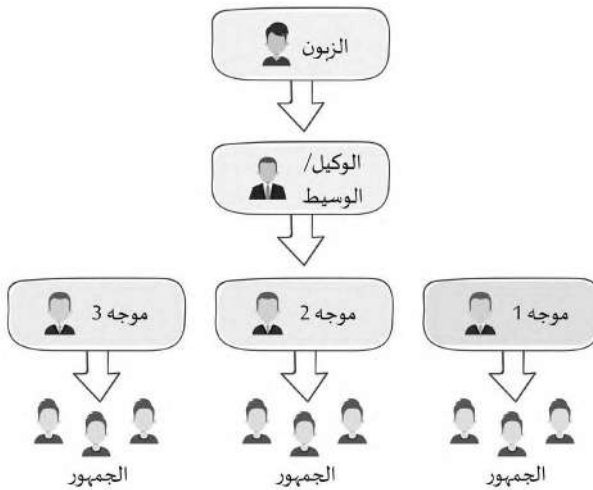 الزبون
الوكيل/
الوسيط
موجه 1
موجه 2
موجه 3
الجمهور
الجمهور
الجمهور